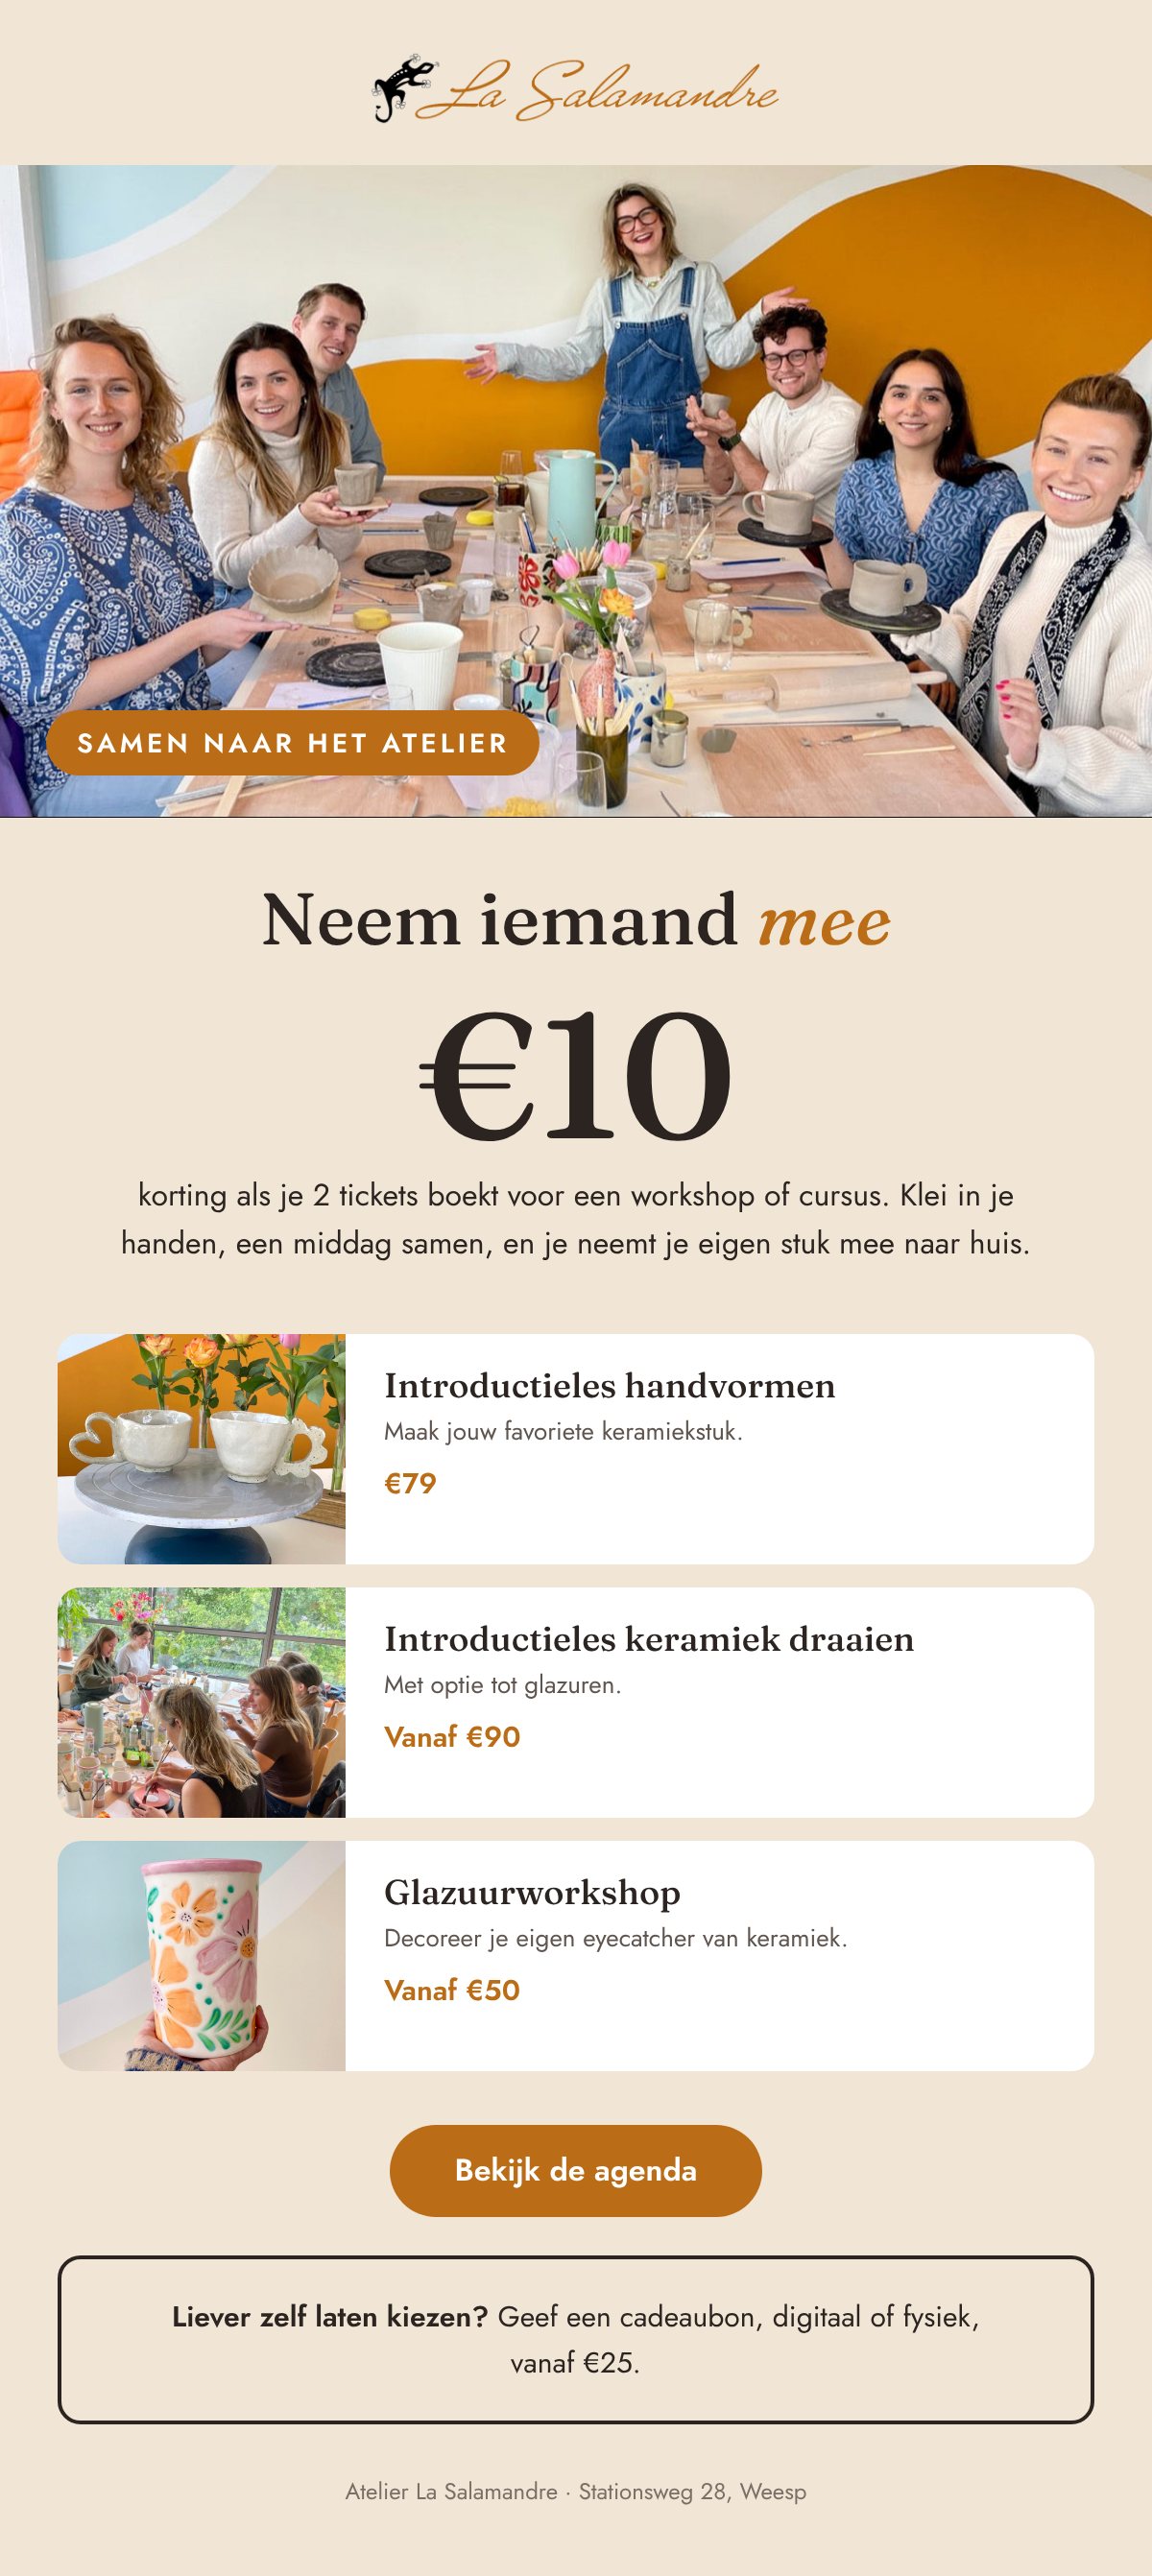 La Salamandre
SAMEN NAAR HET ATELIER
Neem iemand mee
€10
korting als je 2 tickets boekt voor een workshop of cursus. Klei in je
handen, een middag samen, en je neemt je eigen stuk mee naar huis.
Introductieles handvormen
Maak jouw favoriete keramiekstuk.
€79
Introductieles keramiek draaien
Met optie tot glazuren.
Vanaf €90
Glazuurworkshop
Decoreer je eigen eyecatcher van keramiek.
Vanaf €50
Bekijk de agenda
Liever zelf laten kiezen? Geef een cadeaubon, digitaal of fysiek,
vanaf €25.
Atelier La Salamandre · Stationsweg 28, Weesp